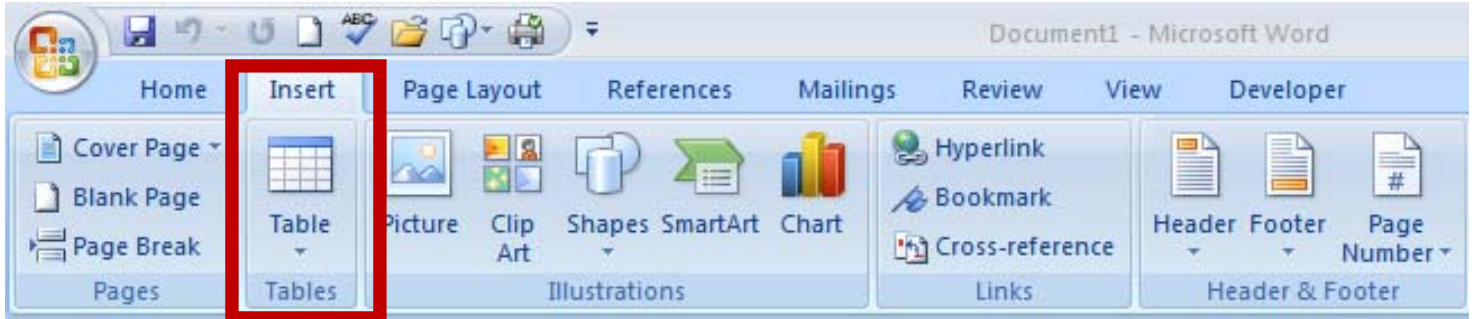 ABC
Document1 - Microsoft Word
Home Insert Page Layout References Mailings Review View Developer
Cover Page
Blank Page
Page Break
Pages
Table
Tables
Picture
Clip
Art
Shapes
SmartArt
Chart
Illustrations
Hyperlink
Bookmark
Cross-reference
Links
Header
Footer
#
Page
Number
Header & Footer